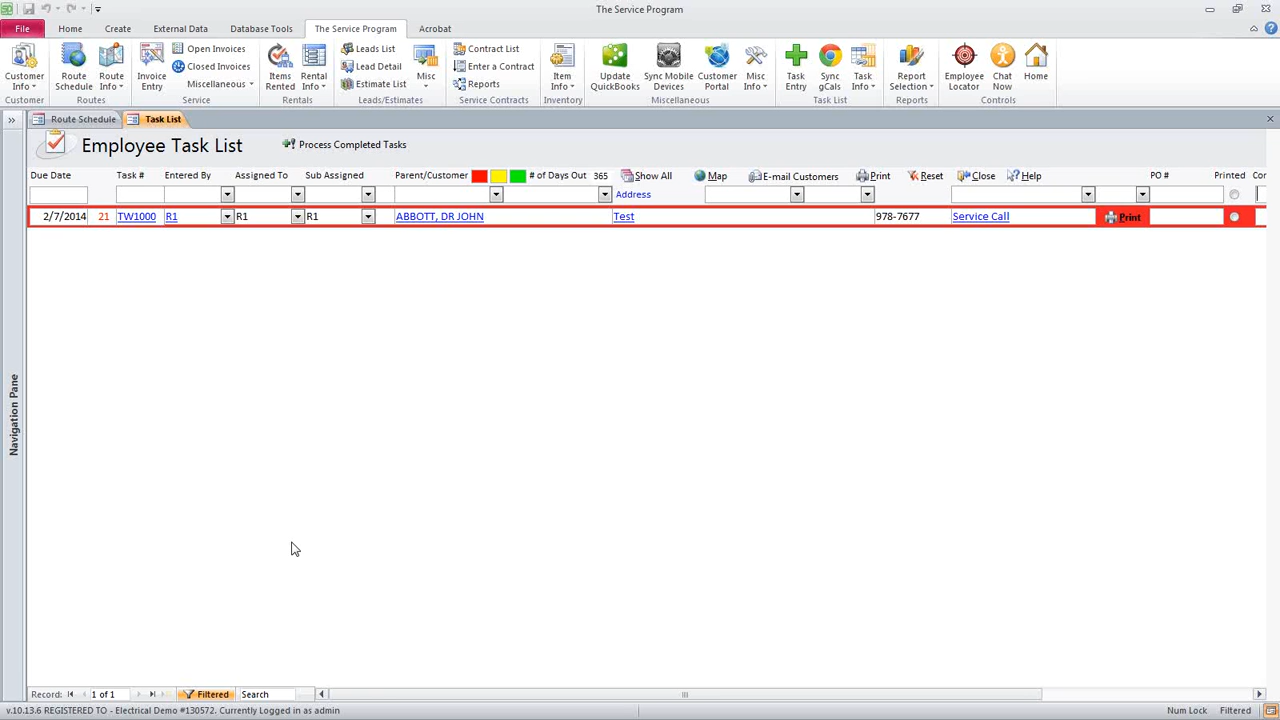 The Service Program
File Home Create External Data Database Tools The Service Program Acrobat
Customer Info
Customer
Route Schedule
Route Info
Routes
Invoice Entry
Open Invoices
Closed Invoices
Miscellaneous
Service
Items Rented
Rental Info
Rentals
Leads List
Lead Detail
Estimate List
Misc
Leads/Estimates
Contract List
Enter a Contract
Reports
Service Contracts
Item Info
Inventory
Update QuickBooks
Sync Mobile Devices
Customer Portal
Misc Info
Miscellaneous
Task Entry
Sync gCals
Task Info
Task List
Report Selection
Reports
Employee Locator
Chat Now
Home
Controls
Route Schedule Task List
Employee Task List Process Completed Tasks
Due Date Task # Entered By Assigned To Sub Assigned Parent/Customer # of Days Out 365 Show All Map E-mail Customers Print Reset Close Help PO # Printed
Address
2/7/2014 21 TW1000 R1 R1 R1 ABBOTT, DR JOHN Test 978-7677 Service Call Print
Navigation Pane
Record: 1 of 1 Filtered Search
v.10.13.6 REGISTERED TO - Electrical Demo #130572. Currently Logged in as admin Num Lock Filtered